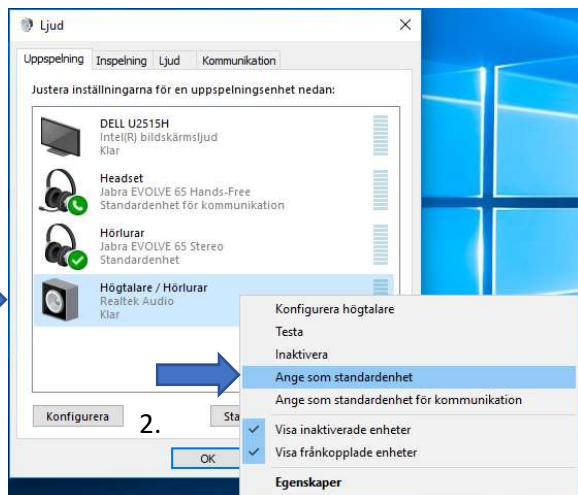 Ljud
Uppspelning Inspelning Ljud Kommunikation
Justera inställningarna för en uppspelningsenhet nedan:
DELL U2515H
Intel(R) bildskärmsljud
Klar
Headset
Jabra EVOLVE 65 Hands-Free
Standardenhet för kommunikation
Hörlurar
Jabra EVOLVE 65 Stereo
Standardenhet
Högtalare / Hörlurar
Realtek Audio
Klar
Konfigurera högtalare
Testa
Inaktivera
Ange som standardenhet
Ange som standardenhet för kommunikation
Visa inaktiverade enheter
Visa frånkopplade enheter
Egenskaper
Konfigurera 2. Sta
OK